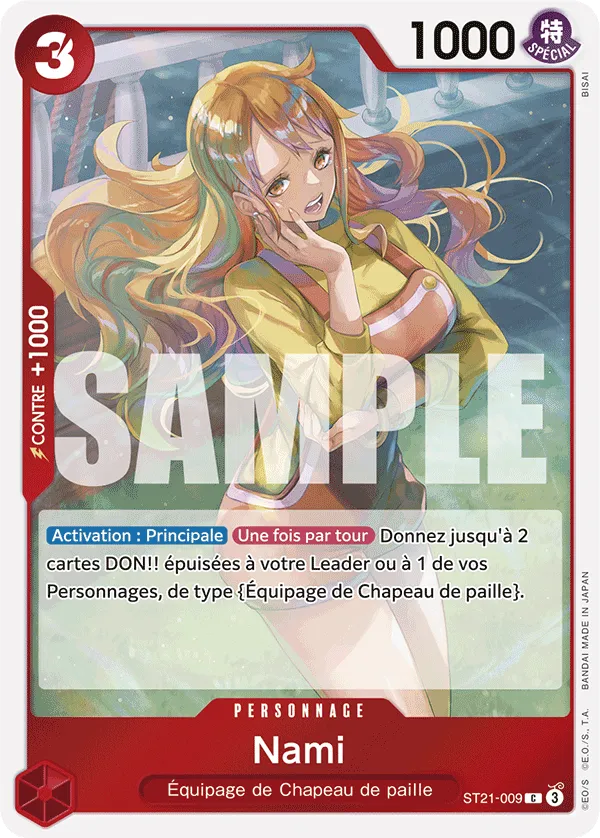 3
1000
特
SPÉCIAL
BISAI
CONTRE +1000
SAMPLE
Activation : Principale Une fois par tour Donnez jusqu'à 2
cartes DON!! épuisées à votre Leader ou à 1 de vos
Personnages, de type {Équipage de Chapeau de paille}.
©E.O/S ©E.O./S., T.A. BANDAI MADE IN JAPAN
PERSONNAGE
Nami
Équipage de Chapeau de paille
ST21-009 C 3